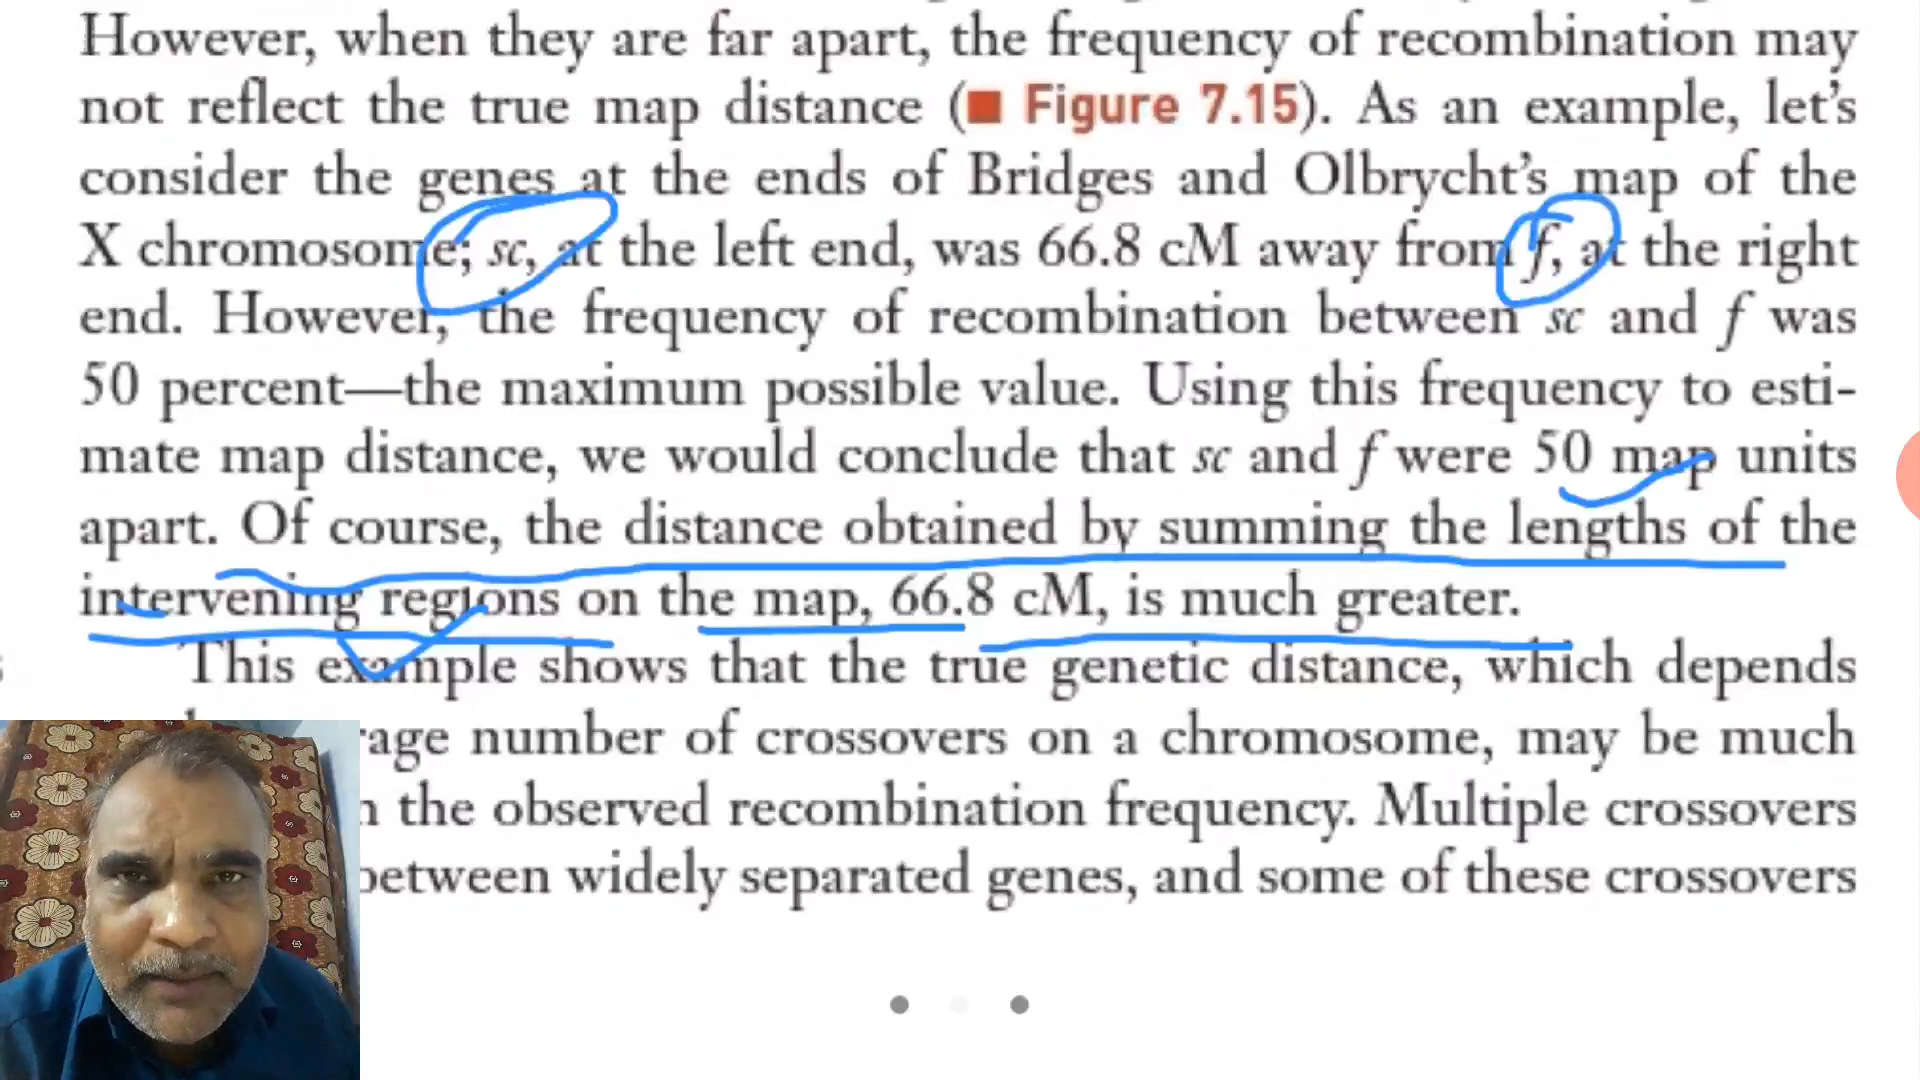 However, when they are far apart, the frequency of recombination may
not reflect the true map distance (■ Figure 7.15). As an example, let's
consider the genes at the ends of Bridges and Olbrycht's map of the
X chromosome; sc, at the left end, was 66.8 cM away from f, at the right
end. However, the frequency of recombination between sc and f was
50 percent—the maximum possible value. Using this frequency to esti-
mate map distance, we would conclude that sc and f were 50 map units
apart. Of course, the distance obtained by summing the lengths of the
intervening regions on the map, 66.8 cM, is much greater.
This example shows that the true genetic distance, which depends
number of crossovers on a chromosome, may be much
the observed recombination frequency. Multiple crossovers
between widely separated genes, and some of these crossovers